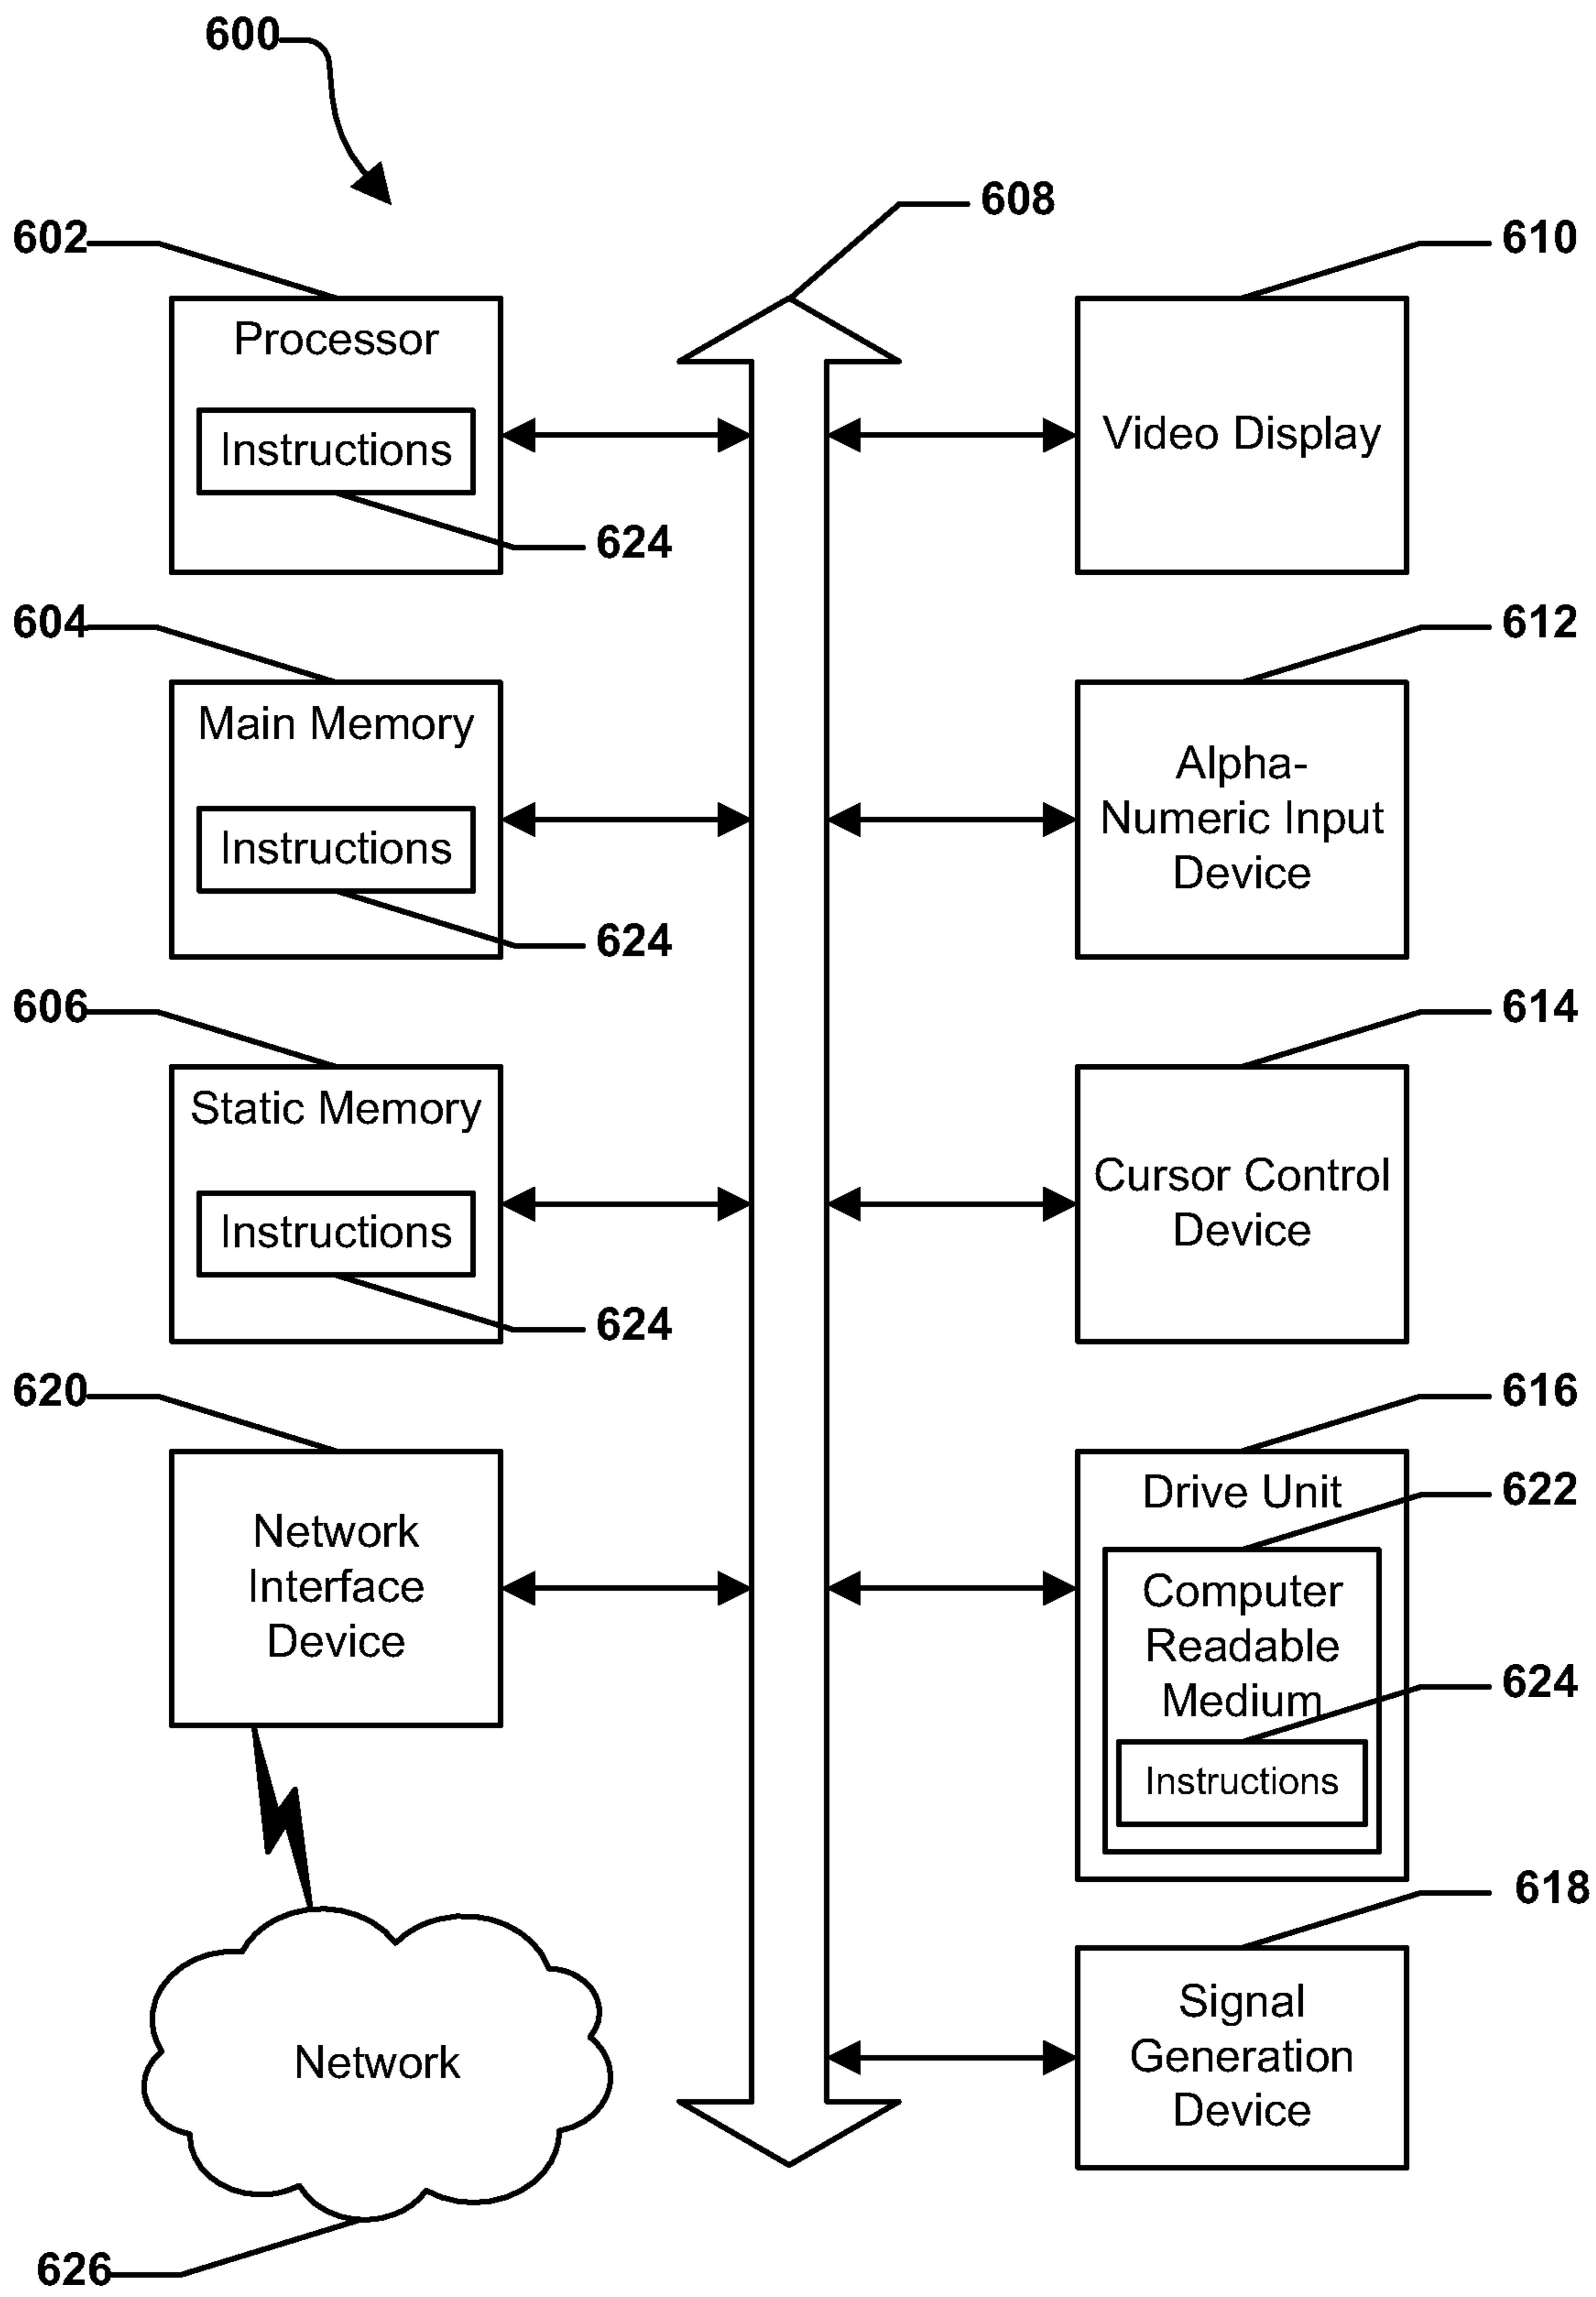 600
608
602
610
Processor
Instructions
624
Video Display
604
612
Main Memory
Instructions
624
Alpha-
Numeric Input
Device
606
614
Static Memory
Instructions
624
Cursor Control
Device
620
616
Network
Interface
Device
Drive Unit
622
Computer
Readable
Medium
624
Instructions
618
Network
Signal
Generation
Device
626